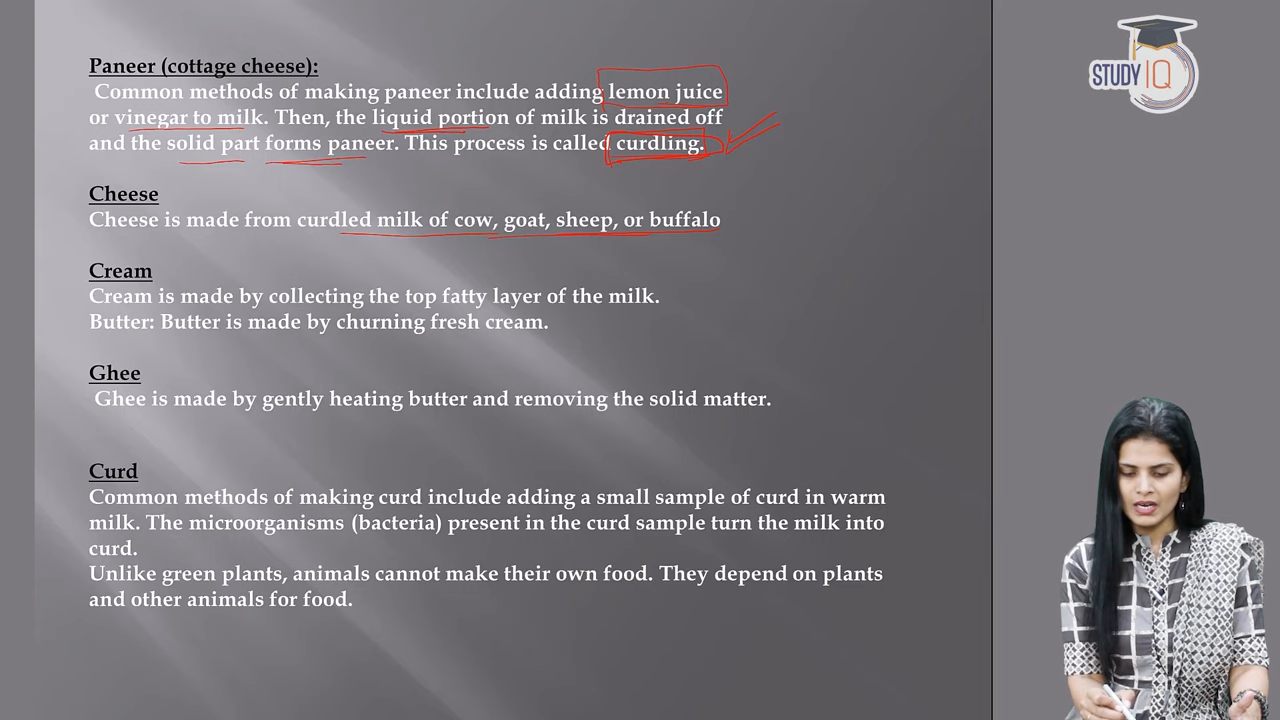 STUDY IQ
Paneer (cottage cheese):
Common methods of making paneer include adding lemon juice
or vinegar to milk. Then, the liquid portion of milk is drained off
and the solid part forms paneer. This process is called curdling.
Cheese
Cheese is made from curdled milk of cow, goat, sheep, or buffalo
Cream
Cream is made by collecting the top fatty layer of the milk.
Butter: Butter is made by churning fresh cream.
Ghee
Ghee is made by gently heating butter and removing the solid matter.
Curd
Common methods of making curd include adding a small sample of curd in warm
milk. The microorganisms (bacteria) present in the curd sample turn the milk into
curd.
Unlike green plants, animals cannot make their own food. They depend on plants
and other animals for food.